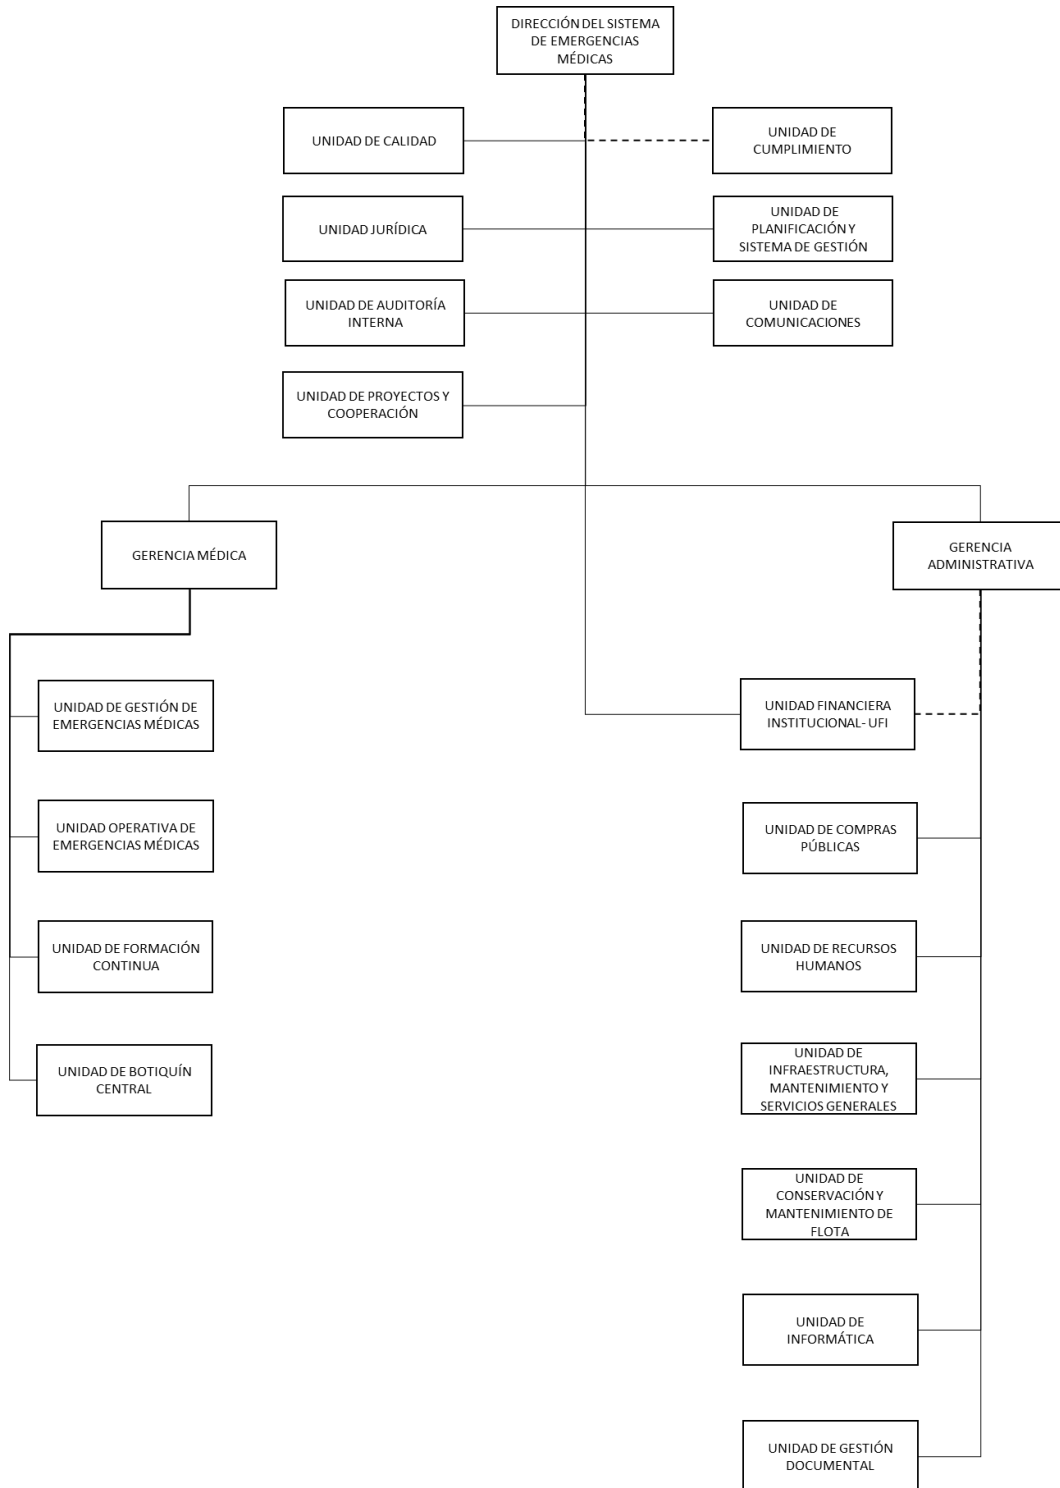 DIRECCIÓN DEL SISTEMA
DE EMERGENCIAS
MÉDICAS
UNIDAD DE CALIDAD
UNIDAD DE
CUMPLIMIENTO
UNIDAD JURÍDICA
UNIDAD DE
PLANIFICACIÓN Y
SISTEMA DE GESTIÓN
UNIDAD DE AUDITORÍA
INTERNA
UNIDAD DE
COMUNICACIONES
UNIDAD DE PROYECTOS Y
COOPERACIÓN
GERENCIA MÉDICA
GERENCIA
ADMINISTRATIVA
UNIDAD DE GESTIÓN DE
EMERGENCIAS MÉDICAS
UNIDAD OPERATIVA DE
EMERGENCIAS MÉDICAS
UNIDAD DE FORMACIÓN
CONTINUA
UNIDAD DE BOTIQUÍN
CENTRAL
UNIDAD FINANCIERA
INSTITUCIONAL- UFI
UNIDAD DE COMPRAS
PÚBLICAS
UNIDAD DE RECURSOS
HUMANOS
UNIDAD DE
INFRAESTRUCTURA,
MANTENIMIENTO Y
SERVICIOS GENERALES
UNIDAD DE
CONSERVACIÓN Y
MANTENIMIENTO DE
FLOTA
UNIDAD DE
INFORMÁTICA
UNIDAD DE GESTIÓN
DOCUMENTAL